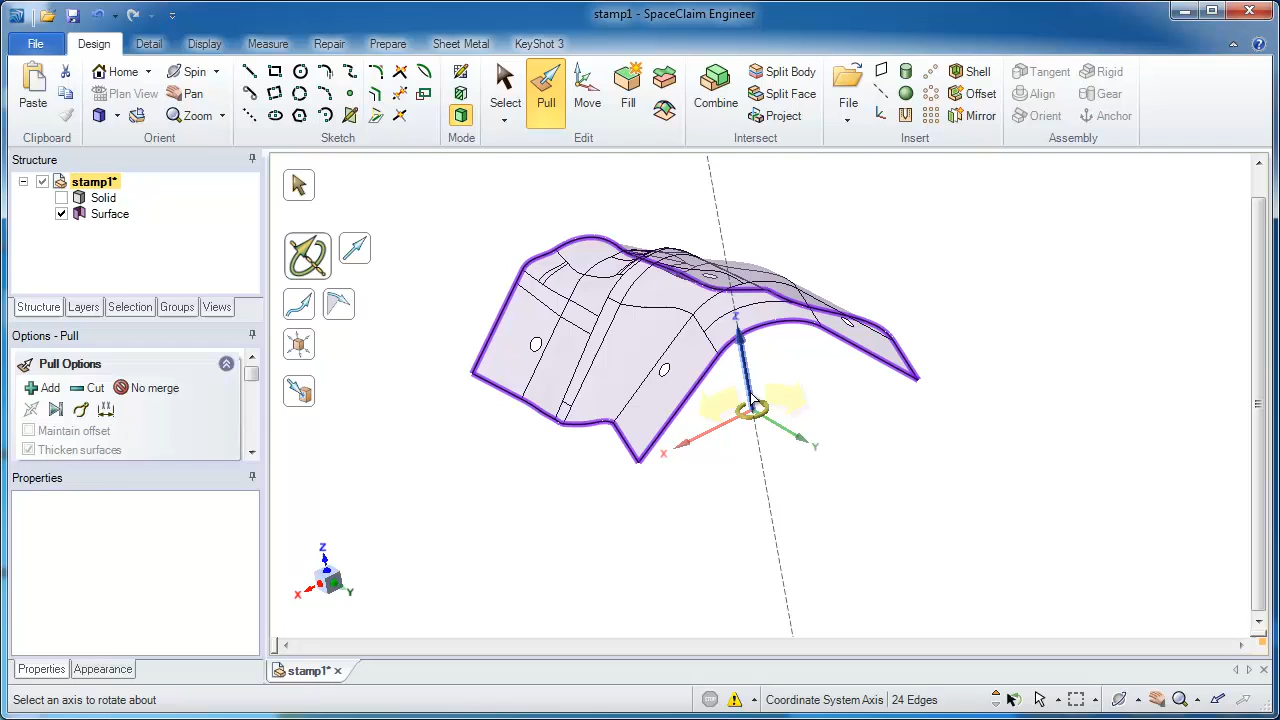 stamp1 - SpaceClaim Engineer
File Design Detail Display Measure Repair Prepare Sheet Metal KeyShot 3
Paste
Clipboard
Home Spin
Plan View Pan
Zoom
Orient
Sketch
Mode
Select Pull Move Fill
Edit
Combine
Split Body
Split Face
Project
Intersect
File
Shell
Offset
Mirror
Insert
Tangent Rigid
Align Gear
Orient Anchor
Assembly
Structure
stamp1*
Solid
Surface
Structure Layers Selection Groups Views
Options - Pull
Pull Options
Add Cut No merge
Maintain offset
Thicken surfaces
Properties
Properties Appearance
Z
X
Y
Z
X
Y
stamp1*
Select an axis to rotate about
Coordinate System Axis 24 Edges